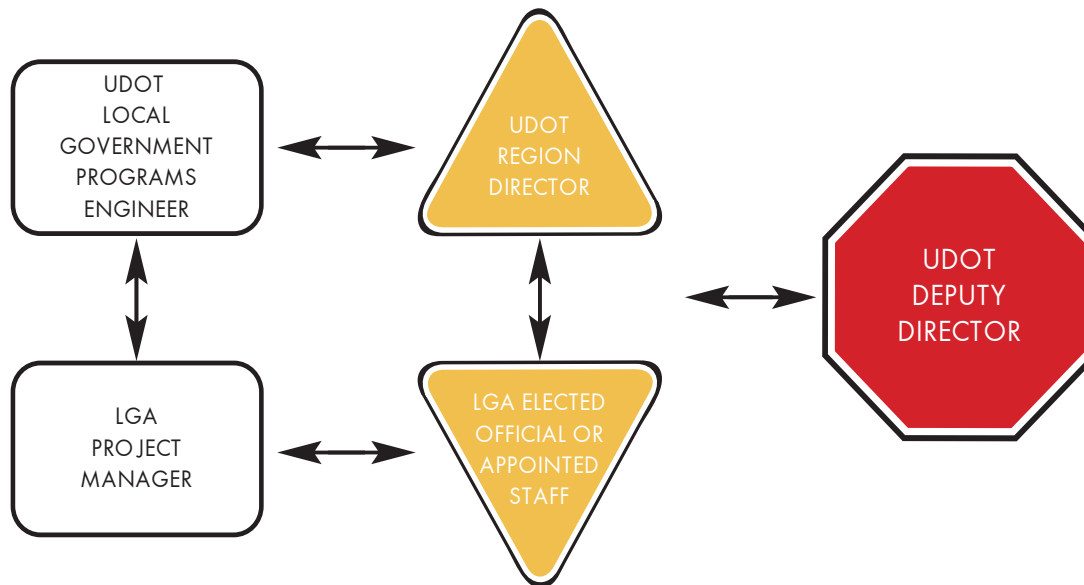 UDOT
LOCAL
GOVERNMENT
PROGRAMS
ENGINEER
UDOT
REGION
DIRECTOR
UDOT
DEPUTY
DIRECTOR
LGA
PROJECT
MANAGER
LGA ELECTED
OFFICIAL OR
APPOINTED
STAFF